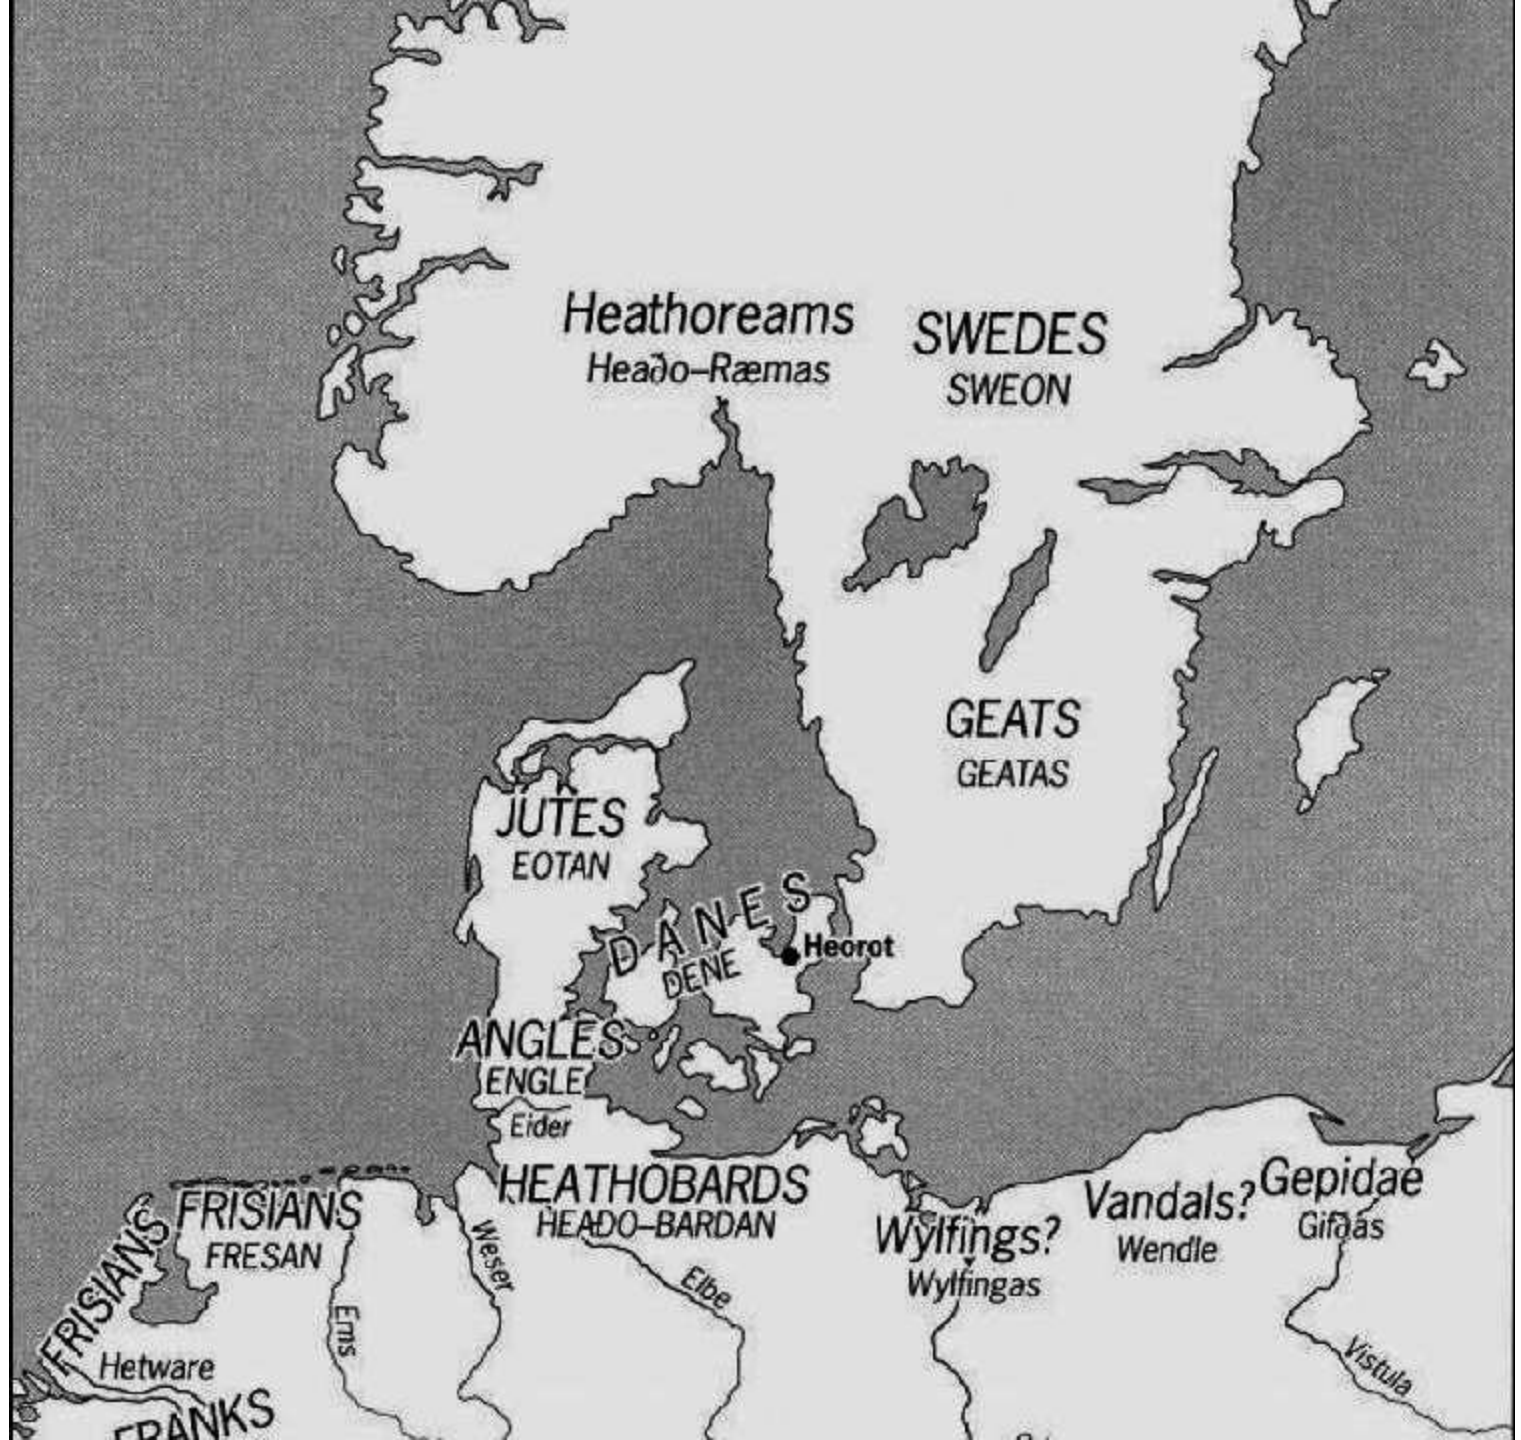 Heathoreams
Heaðo–Ræmas
SWEDES
SWEON
GEATS
GEATAS
JUTES
EOTAN
DANES
DENE
Heorot
ANGLES
ENGLE
Eider
HEATHOBARDS
HEAÐO–BARDAN
FRISIANS
FRESAN
FRISIANS
Hetware
FRANKS
Ems
Weser
Elbe
Wylfings?
Wylfingas
Vandals?
Wendle
Gepidae
Gifðas
Vistula